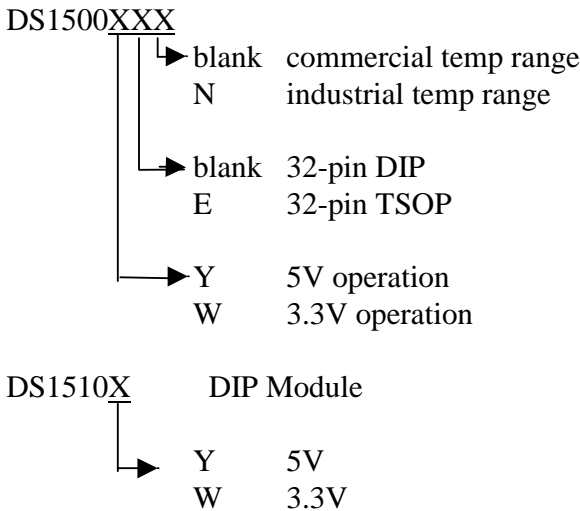 DS1500XXX
blank commercial temp range
N industrial temp range
blank 32-pin DIP
E 32-pin TSOP
Y 5V operation
W 3.3V operation
DS1510X DIP Module
Y 5V
W 3.3V